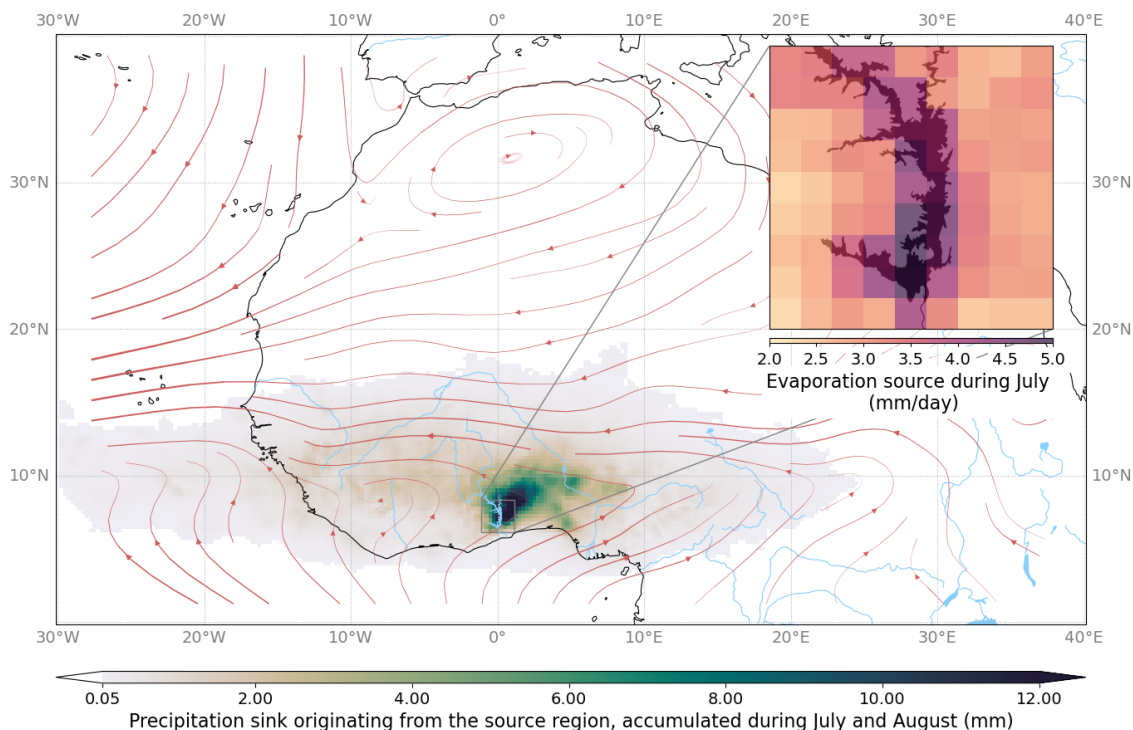 30°W 20°W 10°W 0° 10°E 20°E 30°E 40°E
30°N 30°N
20°N 20°N
2.0 2.5 3.0 3.5 4.0 4.5 5.0
Evaporation source during July
(mm/day)
10°N 10°N
30°W 20°W 10°W 0° 10°E 20°E 30°E 40°E
0.05 2.00 4.00 6.00 8.00 10.00 12.00
Precipitation sink originating from the source region, accumulated during July and August (mm)